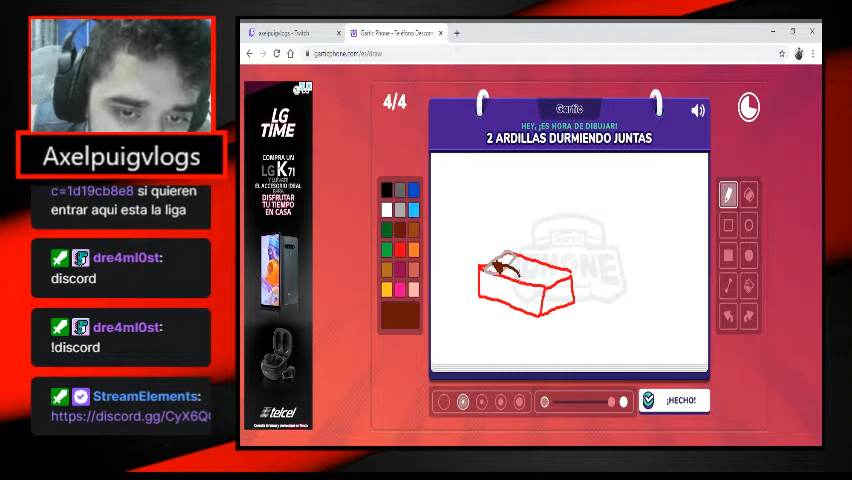 Axelpuigvlogs
c=1d19cb8e8 si quieren
entrar aqui esta la liga
dre4ml0st:
discord
dre4ml0st:
!discord
StreamElements:
https://discord.gg/CyX6Q
axelpuigvlogs - Twitch
Gartic Phone - Teléfono Descom
garticphone.com/es/draw
LG
TIME
COMPRA UN
LG K71
Y LLÉVATE
EL ACCESORIO IDEAL
PARA
DISFRUTAR
TU TIEMPO
EN CASA
telcel
4/4
Gartic
HEY, ¡ES HORA DE DIBUJAR!
2 ARDILLAS DURMIENDO JUNTAS
Gartic
PHONE
¡HECHO!